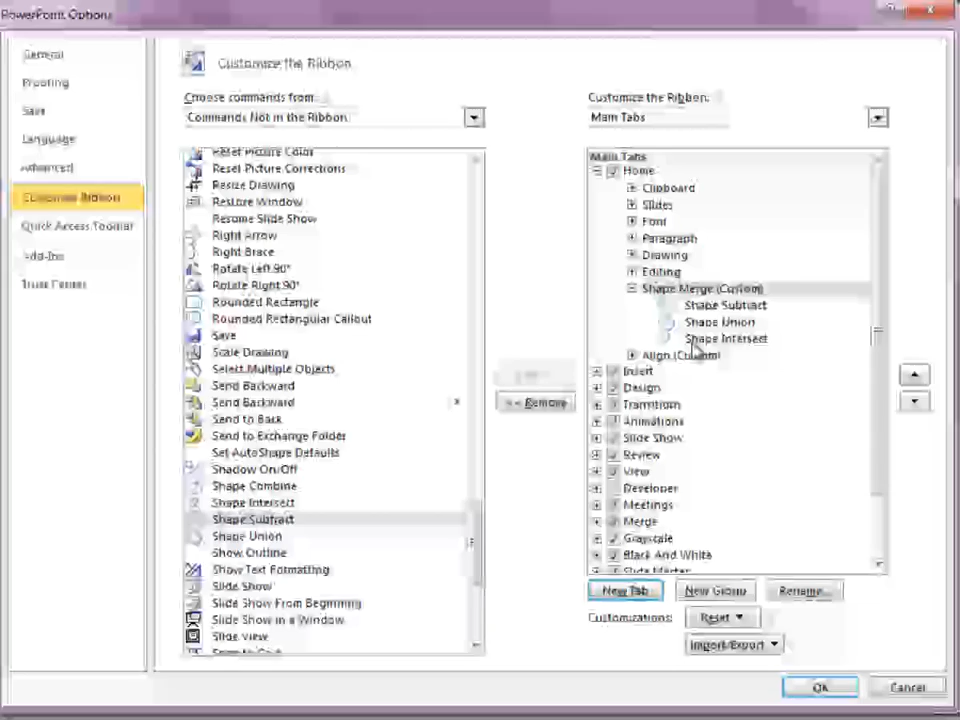 PowerPoint Options
General
Proofing
Save
Language
Advanced
Customize Ribbon
Quick Access Toolbar
Add-Ins
Trust Center
Customize the Ribbon
Choose commands from:
Commands Not in the Ribbon
Reset Picture Color
Reset Picture Corrections
Resize Drawing
Restore Window
Resume Slide Show
Right Arrow
Right Brace
Rotate Left 90°
Rotate Right 90°
Rounded Rectangle
Rounded Rectangular Callout
Save
Scale Drawing
Select Multiple Objects
Send Backward
Send Backward
Send to Back
Send to Exchange Folder
Set AutoShape Defaults
Shadow On/Off
Shape Combine
Shape Intersect
Shape Subtract
Shape Union
Show Outline
Show Text Formatting
Slide Show
Slide Show From Beginning
Slide Show in a Window
Slide View
<< Remove
Customize the Ribbon:
Main Tabs
Main Tabs
Home
Clipboard
Slides
Font
Paragraph
Drawing
Editing
Shape Merge (Custom)
Shape Subtract
Shape Union
Shape Intersect
Align (Custom)
Insert
Design
Transitions
Animations
Slide Show
Review
View
Developer
Meetings
Merge
Grayscale
Black And White
Slide Master
New Tab
New Group
Rename...
Customizations:
Reset
Import/Export
OK
Cancel